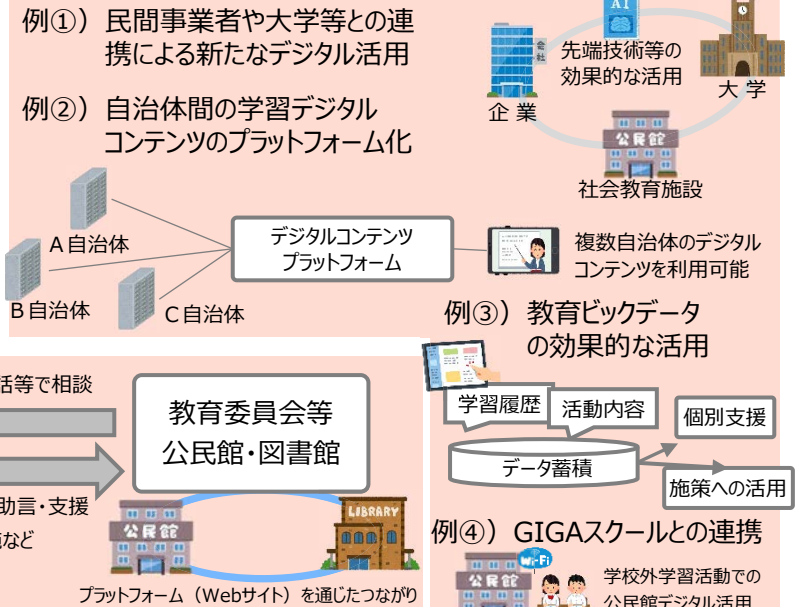 例①）民間事業者や大学等との連
携による新たなデジタル活用
AI
会社
先端技術等の
効果的な活用
企 業
大 学
公民館
社会教育施設
例②）自治体間の学習デジタル
コンテンツのプラットフォーム化
A自治体
B自治体
C自治体
デジタルコンテンツ
プラットフォーム
複数自治体のデジタル
コンテンツを利用可能
例③）教育ビックデータ
の効果的な活用
学習履歴
活動内容
個別支援
データ蓄積
施策への活用
話等で相談
教育委員会等
公民館・図書館
助言・支援
など
公民館
LIBRARY
プラットフォーム（Webサイト）を通じたつながり
例④）GIGAスクールとの連携
Wi-Fi
公民館
学校外学習活動での
公民館デジタル活用